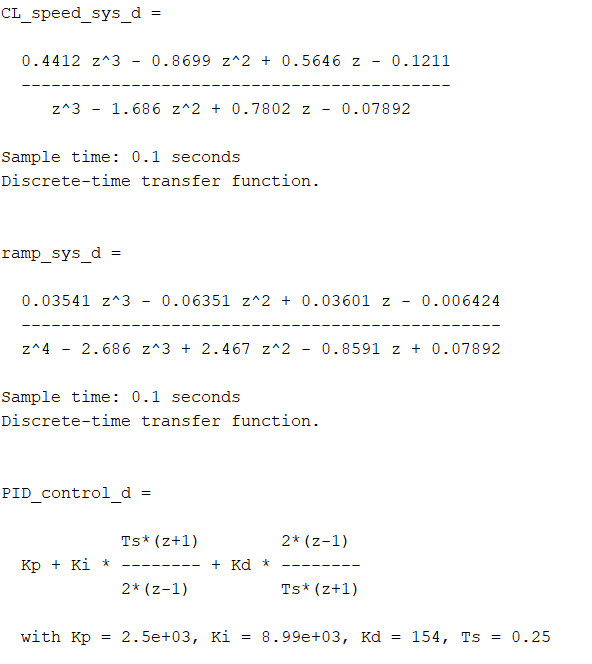 CL_speed_sys_d =
0.4412 z^3 - 0.8699 z^2 + 0.5646 z - 0.1211
-------------------------------------------
z^3 - 1.686 z^2 + 0.7802 z - 0.07892
Sample time: 0.1 seconds
Discrete-time transfer function.
ramp_sys_d =
0.03541 z^3 - 0.06351 z^2 + 0.03601 z - 0.006424
------------------------------------------------
z^4 - 2.686 z^3 + 2.467 z^2 - 0.8591 z + 0.07892
Sample time: 0.1 seconds
Discrete-time transfer function.
PID_control_d =
Ts*(z+1) 2*(z-1)
Kp + Ki * -------- + Kd * --------
2*(z-1) Ts*(z+1)
with Kp = 2.5e+03, Ki = 8.99e+03, Kd = 154, Ts = 0.25